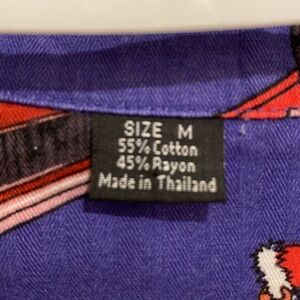 SIZE M
55% Cotton
45% Rayon
Made in Thailand